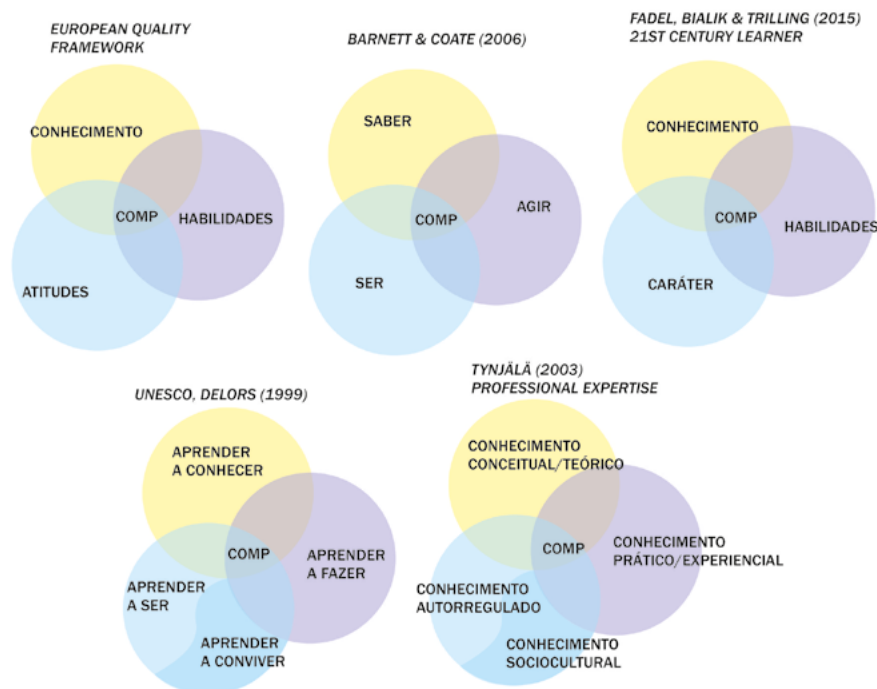 EUROPEAN QUALITY
FRAMEWORK
CONHECIMENTO
HABILIDADES
COMP
ATITUDES
BARNETT & COATE (2006)
SABER
AGIR
COMP
SER
FADEL, BIALIK & TRILLING (2015)
21ST CENTURY LEARNER
CONHECIMENTO
HABILIDADES
COMP
CARÁTER
UNESCO, DELORS (1999)
APRENDER
A CONHECER
COMP
APRENDER
A FAZER
APRENDER
A SER
APRENDER
A CONVIVER
TYNJÄLÄ (2003)
PROFESSIONAL EXPERTISE
CONHECIMENTO
CONCEITUAL/TEÓRICO
COMP
CONHECIMENTO
PRÁTICO/EXPERIENCIAL
CONHECIMENTO
AUTORREGULADO
CONHECIMENTO
SOCIOCULTURAL